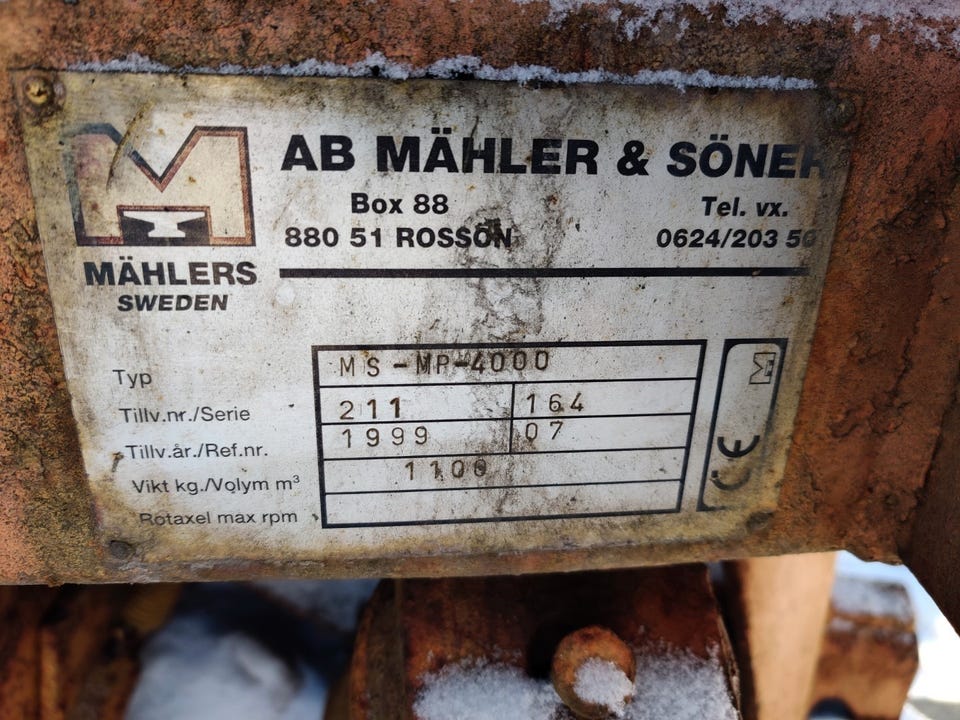 AB MÄHLER & SÖNER
Box 88
Tel. vx.
880 51 ROSSÖN
0624/203 50
MÄHLERS
SWEDEN
Typ MS-MP-4000
Tillv.nr./Serie 211 164
Tillv.år./Ref.nr. 1999 07
Vikt kg./Volym m³ 1100
Rotaxel max rpm
CE